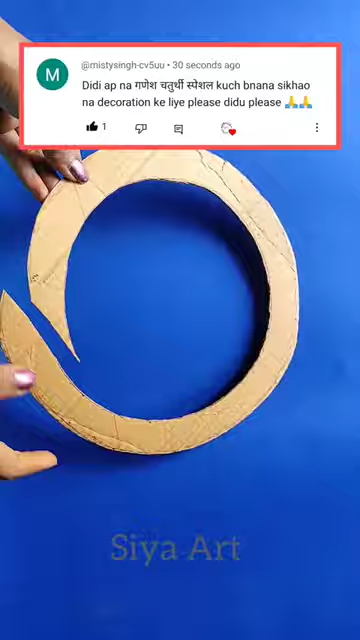 M
@mistysingh-cv5uu • 30 seconds ago
Didi ap na गणेश चतुर्थी स्पेशल kuch bnana sikhao
na decoration ke liye please didu please 🙏🙏
1
Siya Art